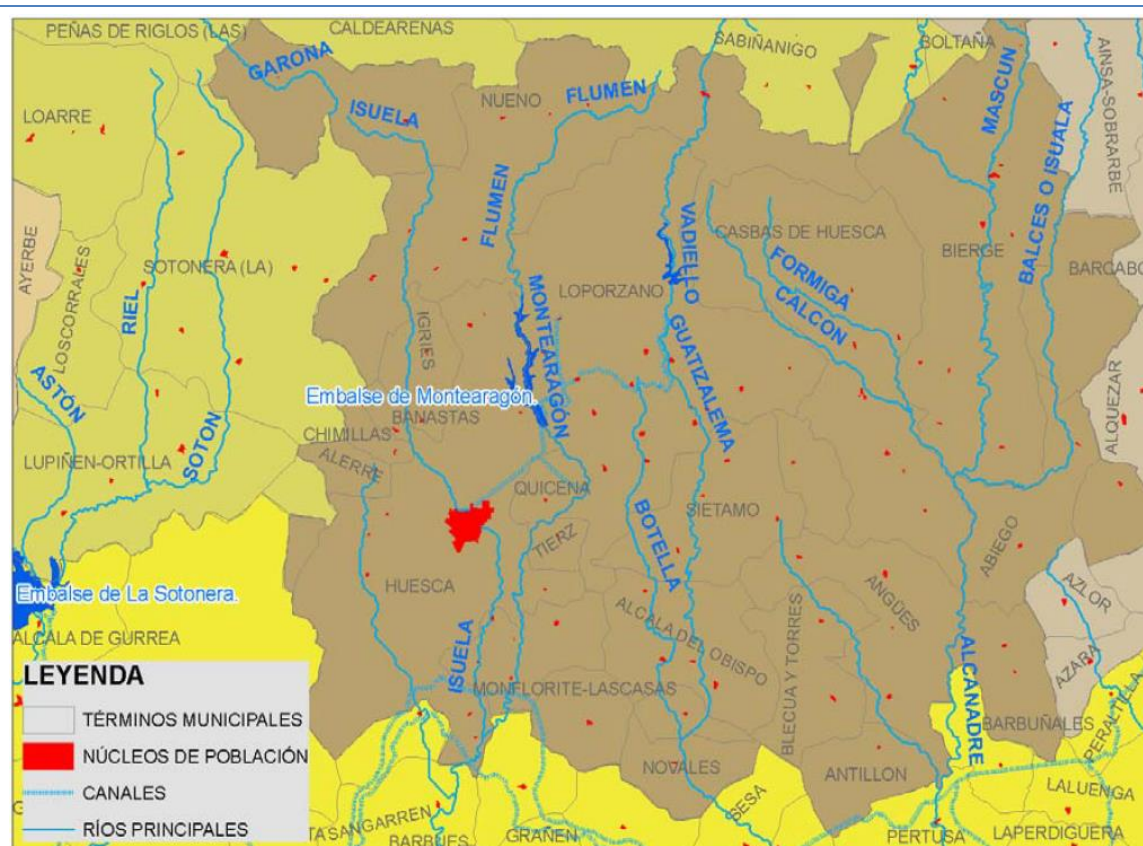 PEÑAS DE RIGLOS (LAS)
CALDEARENAS
SABIÑANIGO
BOLTAÑA
AINSA-SOBRARBE
GARONA
ISUELA
NUENO
FLUMEN
MASCUN
LOARRE
BALCES O ISUALA
AYERBE
LOSCORRALES
RIEL
SOTONERA (LA)
FLUMEN
VADIELLO
CASBAS DE HUESCA
BIERGE
BARCABO
LOPORZANO
FORMIGA
CALCON
IGRIES
MONTEARAGÓN
GUATIZALEMA
ASTÓN
Embalse de Montearagón.
BANASTAS
CHIMILLAS
ALQUEZAR
LUPIÑEN-ORTILLA
SOTON
ALERRE
QUICENA
SIETAMO
BOTELLA
TIERZ
ABIEGO
HUESCA
ANGÜES
AZLOR
Embalse de La Sotonera.
ALCALA DE GURREA
ISUELA
ALCALA DEL OBISPO
BLECUA Y TORRES
AZARA
MONFLORITE-LASCASAS
ALCANADRE
BARBUÑALES
PERALTILLA
NOVALES
ANTILLON
SESA
LALUENGA
TA SANGARREN
BARBUES
GRAÑEN
PERTUSA
LAPERDIGUERA
LEYENDA
TÉRMINOS MUNICIPALES
NÚCLEOS DE POBLACIÓN
CANALES
RÍOS PRINCIPALES